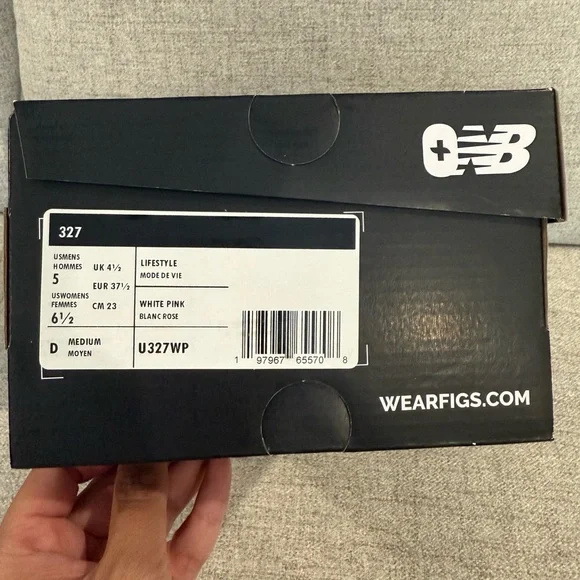 NB
327
USMENS
HOMMES
5
UK 4½
EUR 37½
USWOMENS
FEMMES
6½
CM 23
LIFESTYLE
MODE DE VIE
WHITE PINK
BLANC ROSE
D MEDIUM
MOYEN
U327WP
1 97967 65570 8
WEARFIGS.COM